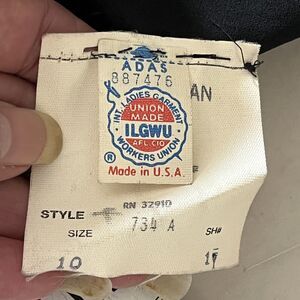 ADAS
887476
AN
INT. LADIES GARMENT
UNION
MADE
ILGWU
AFL.CIO
WORKERS UNION
®
Made in U.S.A.
RN 32910
STYLE 734 A
SIZE SH#
10